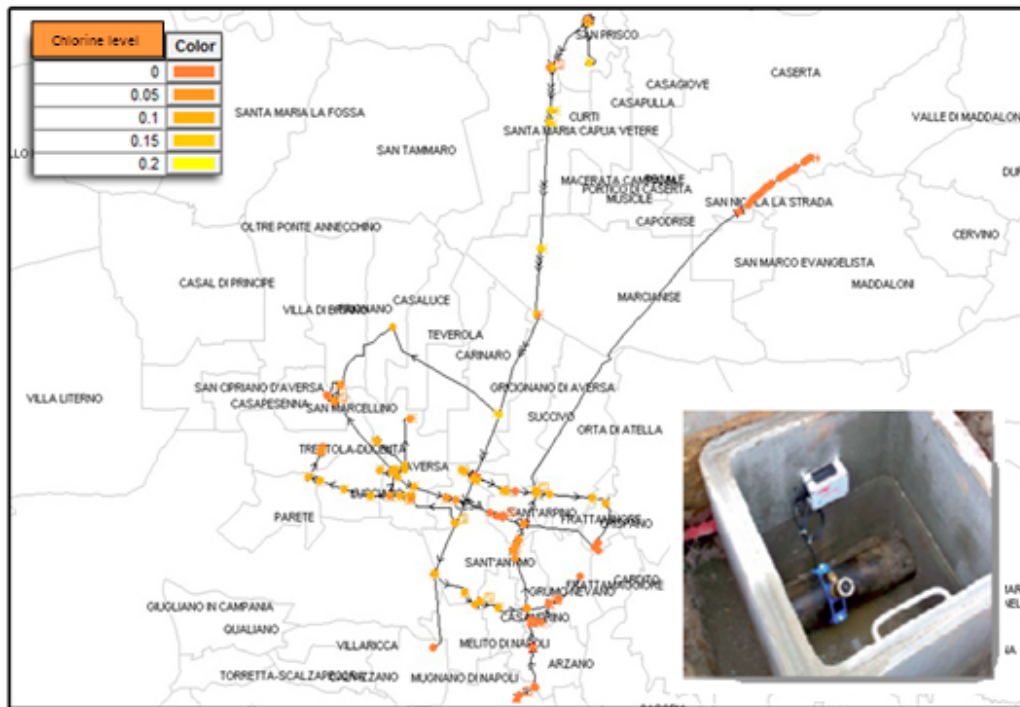 Chlorine level Color
0
0.05
0.1
0.15
0.2
SAN PRISCO
CASERTA
CASAGIOVE
CASAPULLA
SANTA MARIA LA FOSSA
CURTI
VALLE DI MADDALONI
SANTA MARIA CAPUA VETERE
SAN TAMMARO
MACERATA CAMPANIA
PORTICO DI CASERTA
MUSICILE
SAN NICOLA LA STRADA
CAPODRISE
OLTRE PONTE ANNECCHINO
CERVINO
SAN MARCO EVANGELISTA
CASAL DI PRINCIPE
MADDALONI
MARCIANISE
CASALUCE
VILLA DI BRIANO
TEVEROLA
CARINARO
SAN CIPRIANO D'AVERSA
GRICIGNANO DI AVERSA
VILLA LITERNO
CASAPESENNA
SAN MARCELLINO
SUCCIVO
ORTA DI ATELLA
TRENTOLA-DUCENTA
AVERSA
PARETE
SANT'ARPINO
SANT'ANTIMO
CARDITO
FRATTAMAGGIORE
GRUMO NEVANO
GIUGLIANO IN CAMPANIA
CASANDRINO
QUALIANO
VILLARICCA
MELITO DI NAPOLI
ARZANO
MUGNANO DI NAPOLI